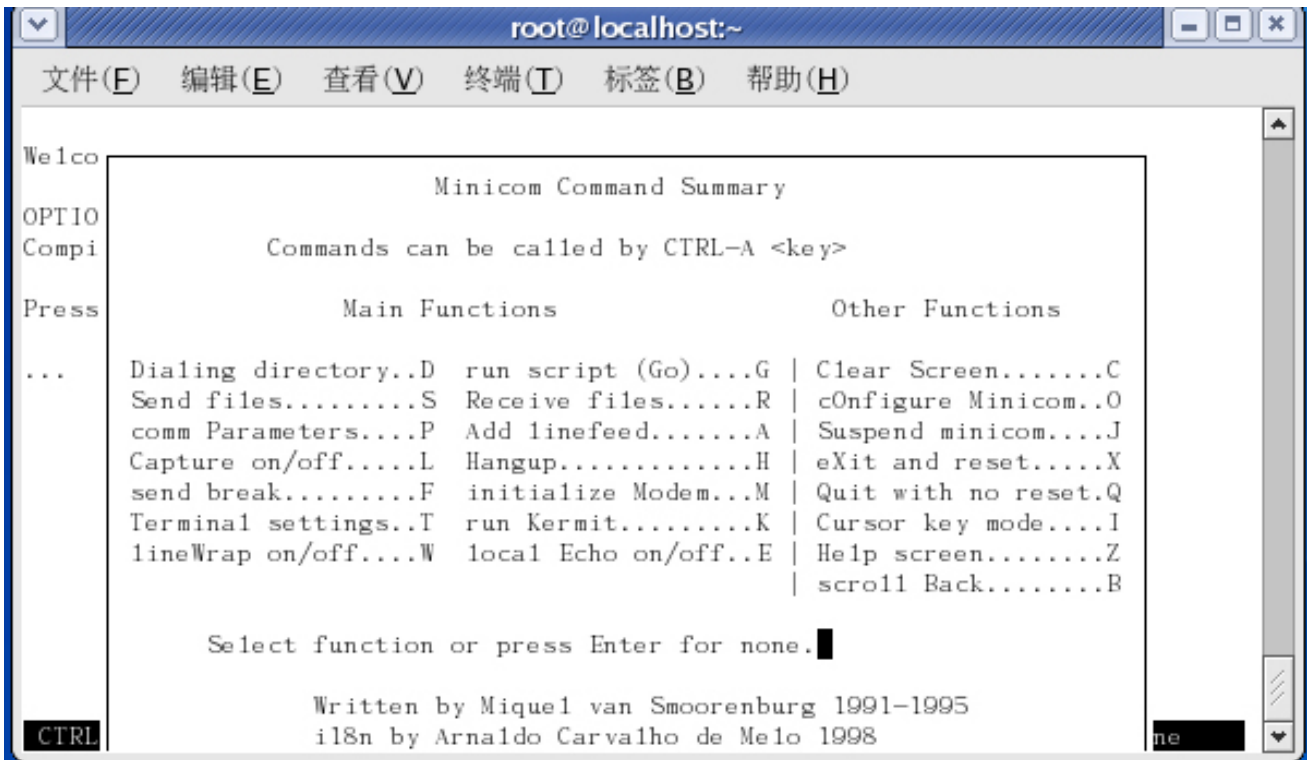 root@localhost:~
文件(F) 编辑(E) 查看(V) 终端(T) 标签(B) 帮助(H)
Welco
Minicom Command Summary
OPTIO
Compi Commands can be called by CTRL-A <key>
Press Main Functions Other Functions
... Dialing directory..D run script (Go)....G | Clear Screen.......C
Send files.........S Receive files......R | cOnfigure Minicom..O
comm Parameters....P Add linefeed.......A | Suspend minicom....J
Capture on/off.....L Hangup.............H | eXit and reset.....X
send break.........F initialize Modem...M | Quit with no reset.Q
Terminal settings..T run Kermit.........K | Cursor key mode....I
lineWrap on/off....W local Echo on/off..E | Help screen........Z
| scroll Back........B
Select function or press Enter for none.
Written by Miquel van Smoorenburg 1991-1995
CTRL i18n by Arnaldo Carvalho de Melo 1998 ne